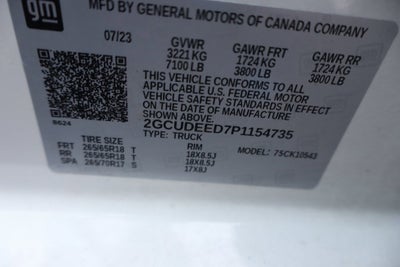 gm
MFD BY GENERAL MOTORS OF CANADA COMPANY
07/23 GVWR GAWR FRT GAWR RR
3221 KG 1724 KG 1724 KG
7100 LB 3800 LB 3800 LB
THIS VEHICLE CONFORMS TO ALL
APPLICABLE U.S. FEDERAL MOTOR
VEHICLE SAFETY STANDARDS IN EFFECT
ON THE DATE OF MANUFACTURE SHOWN ABOVE.
8624 2GCUDEED7P1154735
TYPE: TRUCK MODEL: 75CK10543
TIRE SIZE RIM
FRT 265/65R18 T 18X8.5J
RR 265/65R18 T 18X8.5J
SPA 265/70R17 S 17X8J